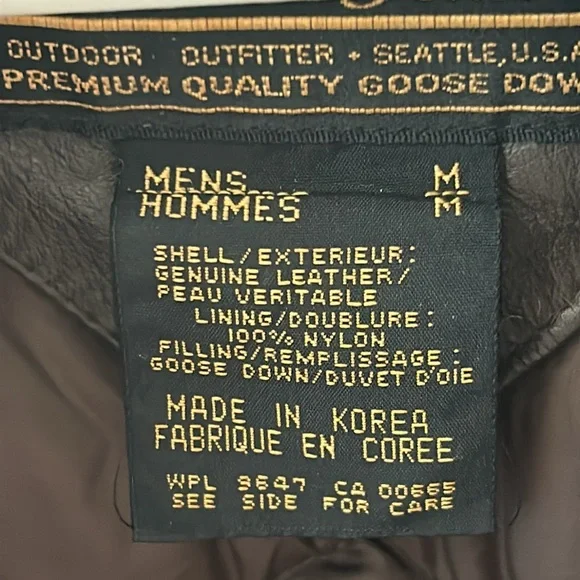 OUTDOOR OUTFITTER • SEATTLE, U.S.A
PREMIUM QUALITY GOOSE DOW
MENS M
HOMMES M
SHELL/EXTERIEUR:
GENUINE LEATHER/
PEAU VERITABLE
LINING/DOUBLURE:
100% NYLON
FILLING/REMPLISSAGE:
GOOSE DOWN/DUVET D'OIE
MADE IN KOREA
FABRIQUE EN COREE
WPL 9647 CA 00665
SEE SIDE FOR CARE